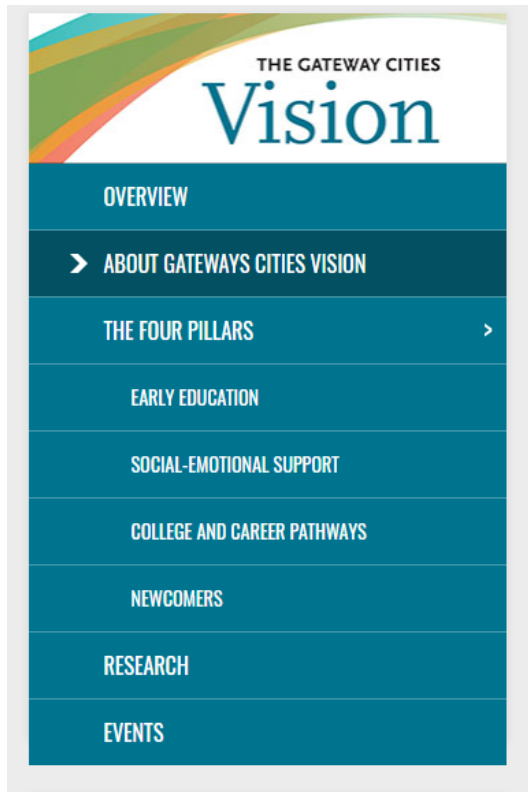 THE GATEWAY CITIES
Vision
OVERVIEW
ABOUT GATEWAYS CITIES VISION
THE FOUR PILLARS
EARLY EDUCATION
SOCIAL-EMOTIONAL SUPPORT
COLLEGE AND CAREER PATHWAYS
NEWCOMERS
RESEARCH
EVENTS